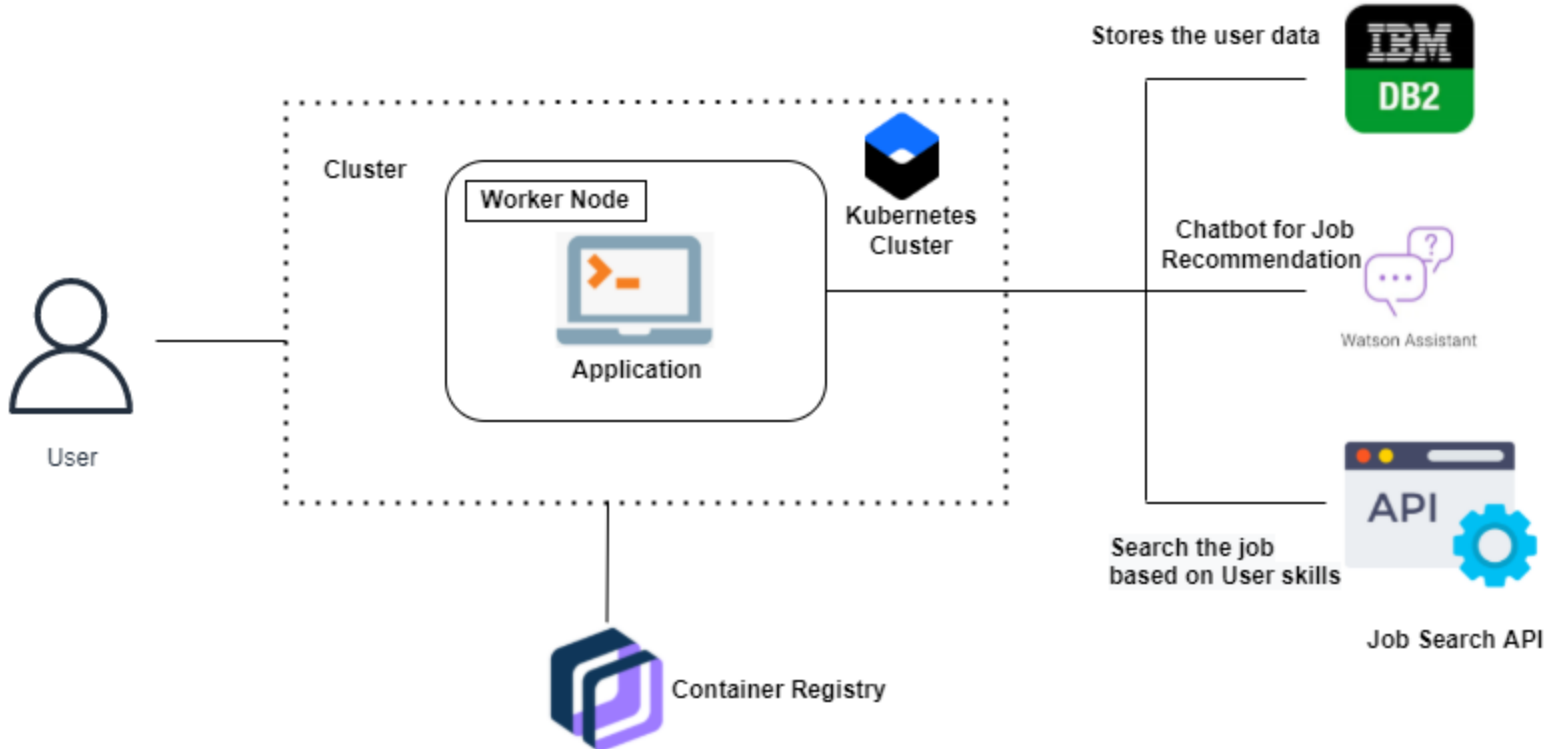 Stores the user data
IBM
DB2
Cluster
Worker Node
Kubernetes
Cluster
Application
Chatbot for Job
Recommendation
?
Watson Assistant
User
API
Search the job
based on User skills
Job Search API
Container Registry